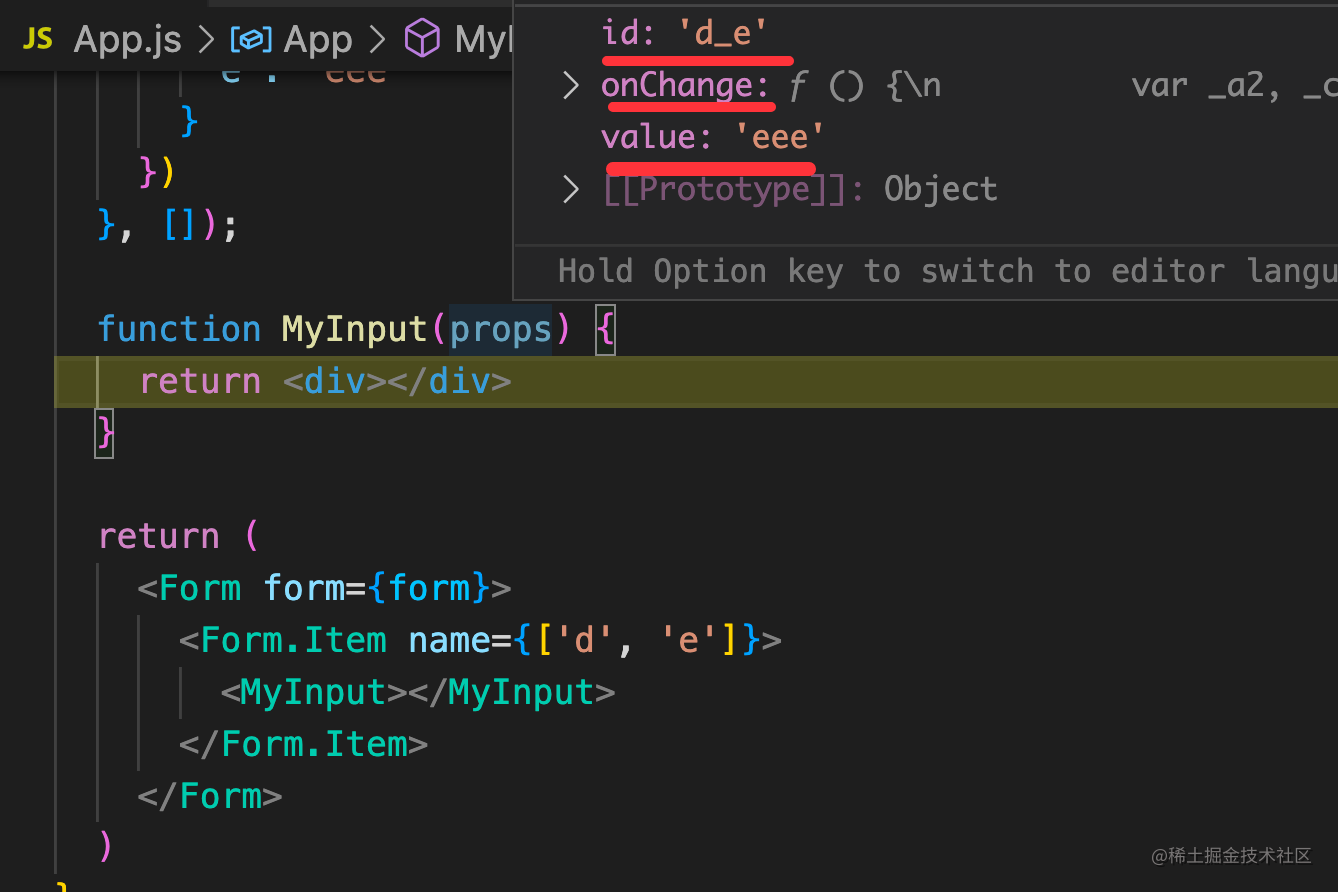 JS App.js > App > MyI
id: 'd_e'
> onChange: ƒ () {\n var _a2, _c
value: 'eee'
> [[Prototype]]: Object
Hold Option key to switch to editor langu
'e': 'eee'
}
})
}, []);
function MyInput(props) {
return <div></div>
}
return (
<Form form={form}>
<Form.Item name={['d', 'e']}>
<MyInput></MyInput>
</Form.Item>
</Form>
)
}
@稀土掘金技术社区